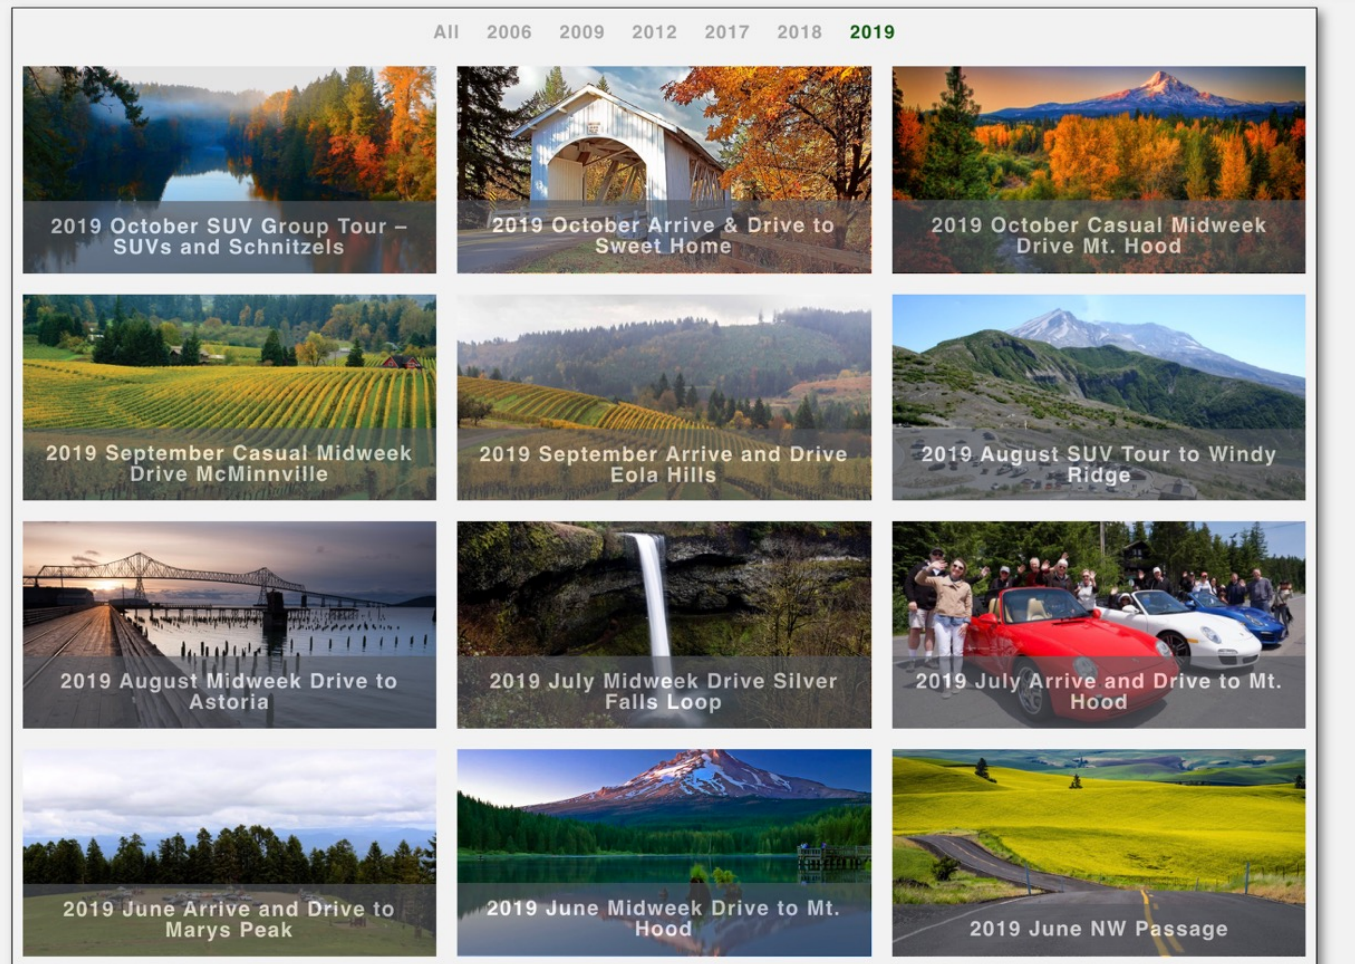 All 2006 2009 2012 2017 2018 2019
2019 October SUV Group Tour –
SUVs and Schnitzels
2019 October Arrive & Drive to
Sweet Home
2019 October Casual Midweek
Drive Mt. Hood
2019 September Casual Midweek
Drive McMinnville
2019 September Arrive and Drive
Eola Hills
2019 August SUV Tour to Windy
Ridge
2019 August Midweek Drive to
Astoria
2019 July Midweek Drive Silver
Falls Loop
2019 July Arrive and Drive to Mt.
Hood
2019 June Arrive and Drive to
Marys Peak
2019 June Midweek Drive to Mt.
Hood
2019 June NW Passage